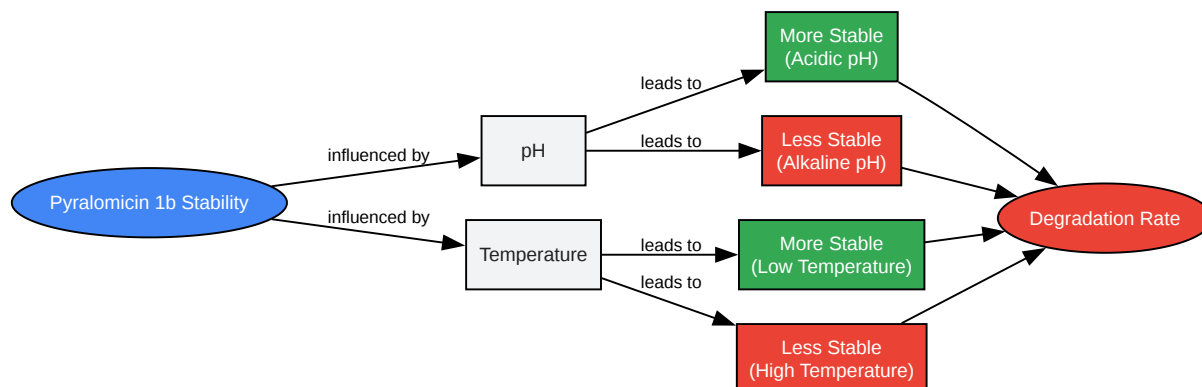 Pyralomicin 1b Stability
influenced by
influenced by
pH
Temperature
leads to
leads to
leads to
leads to
More Stable
(Acidic pH)
Less Stable
(Alkaline pH)
More Stable
(Low Temperature)
Less Stable
(High Temperature)
Degradation Rate